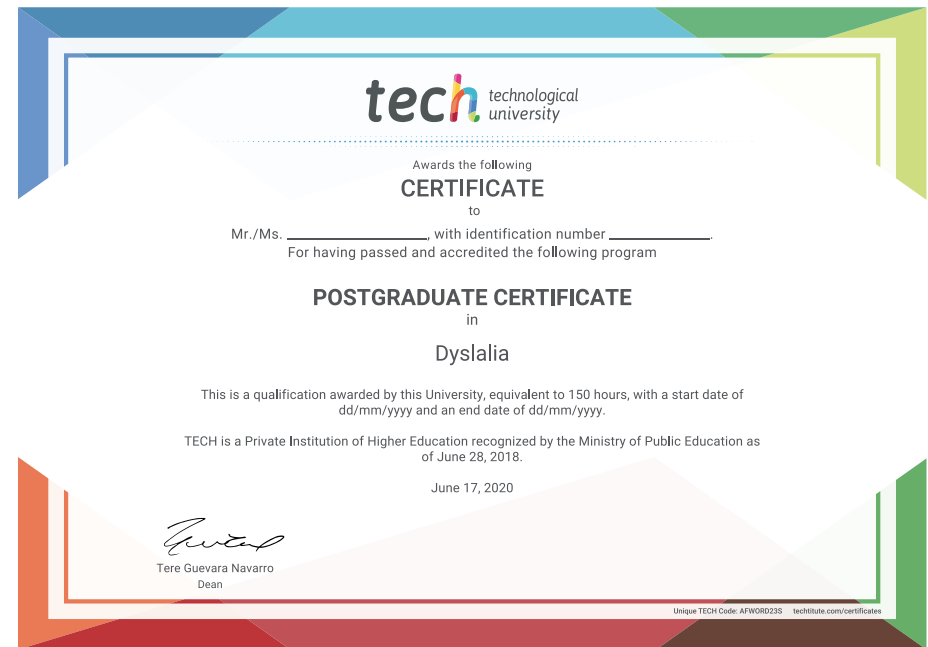 tech technological
university
Awards the following
CERTIFICATE
to
Mr./Ms. ____________________, with identification number ______________.
For having passed and accredited the following program
POSTGRADUATE CERTIFICATE
in
Dyslalia
This is a qualification awarded by this University, equivalent to 150 hours, with a start date of
dd/mm/yyyy and an end date of dd/mm/yyyy.
TECH is a Private Institution of Higher Education recognized by the Ministry of Public Education as
of June 28, 2018.
June 17, 2020
Tere Guevara Navarro
Dean
Unique TECH Code: AFWORD23S techtitute.com/certificates